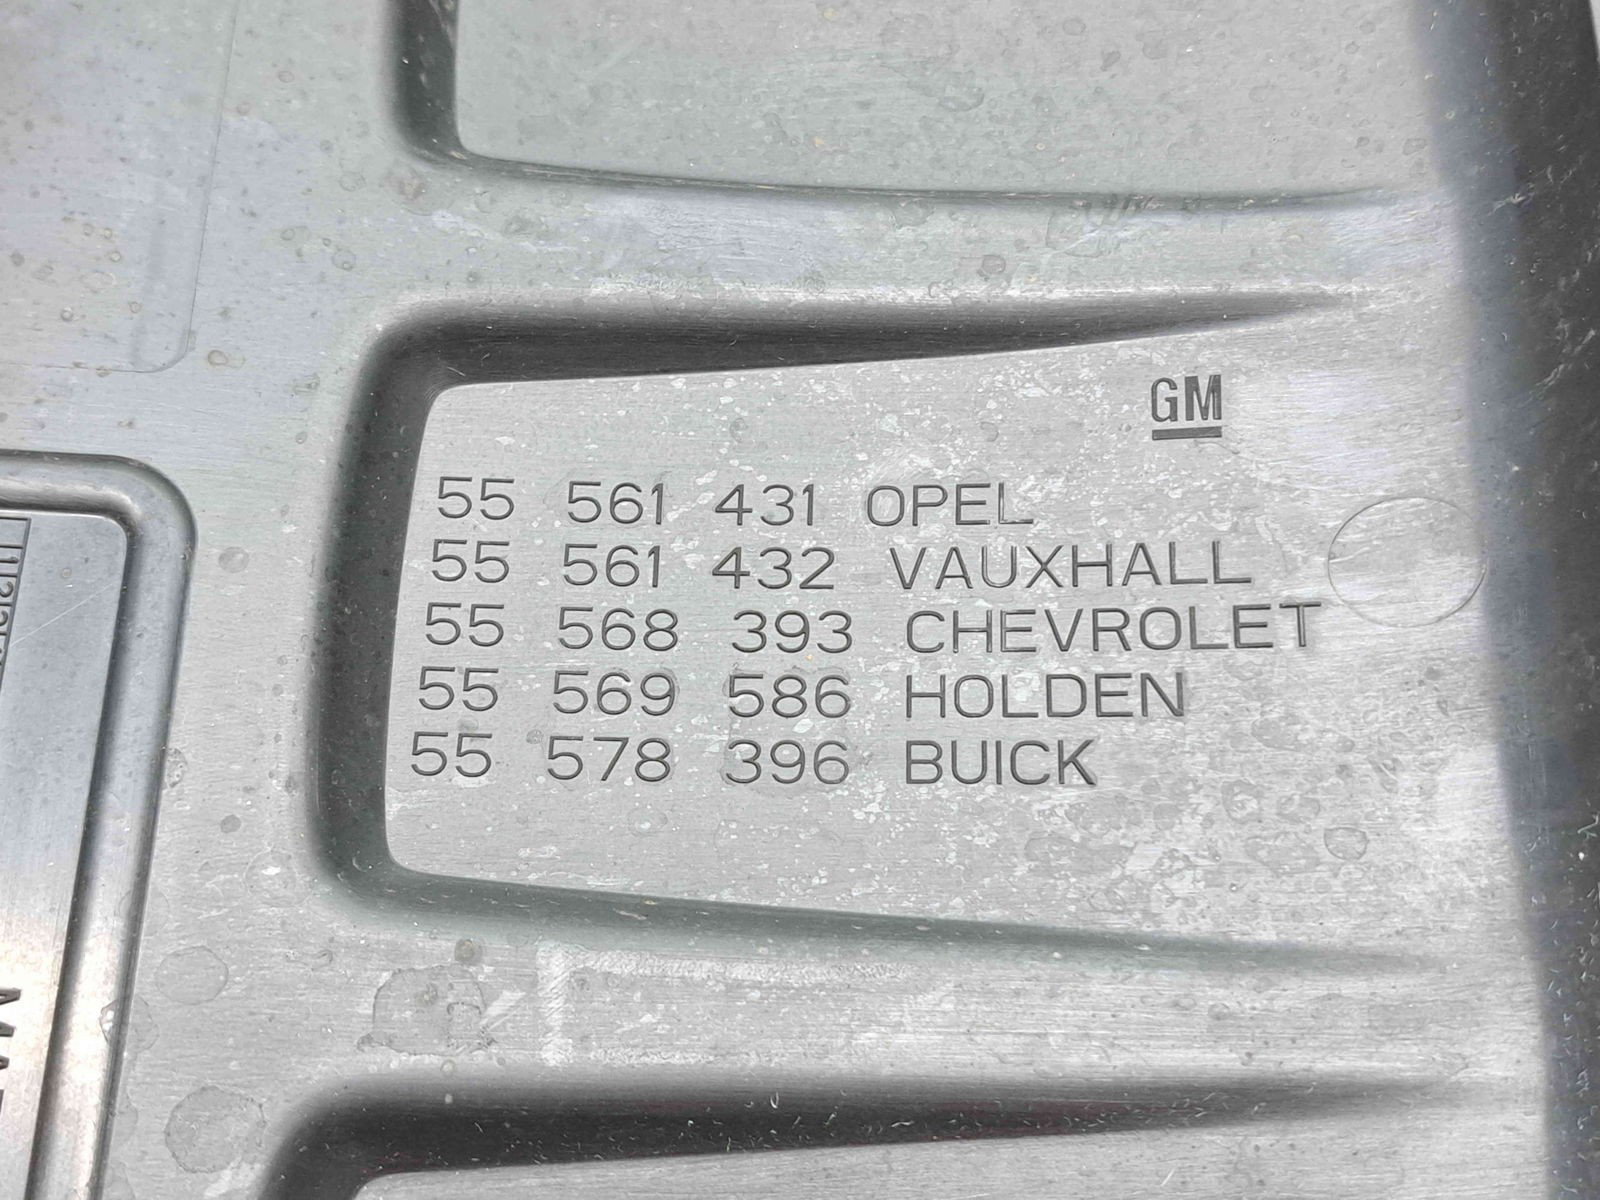 GM
55 561 431 OPEL
55 561 432 VAUXHALL
55 568 393 CHEVROLET
55 569 586 HOLDEN
55 578 396 BUICK